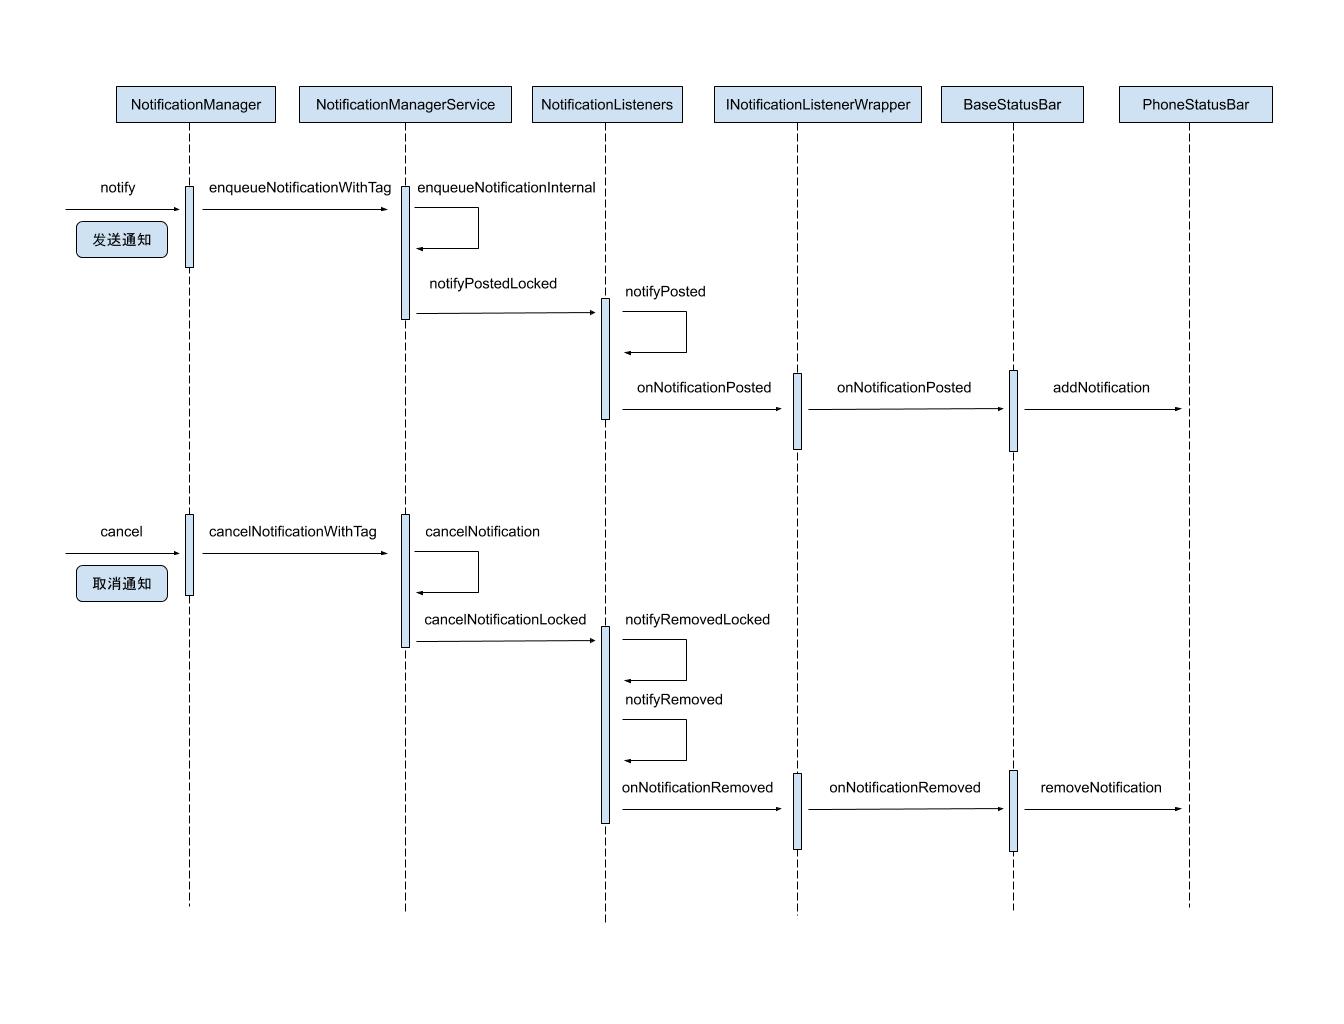 NotificationManager
NotificationManagerService
NotificationListeners
INotificationListenerWrapper
BaseStatusBar
PhoneStatusBar
notify
enqueueNotificationWithTag
enqueueNotificationInternal
发送通知
notifyPostedLocked
notifyPosted
onNotificationPosted
onNotificationPosted
addNotification
cancel
cancelNotificationWithTag
cancelNotification
取消通知
cancelNotificationLocked
notifyRemovedLocked
notifyRemoved
onNotificationRemoved
onNotificationRemoved
removeNotification